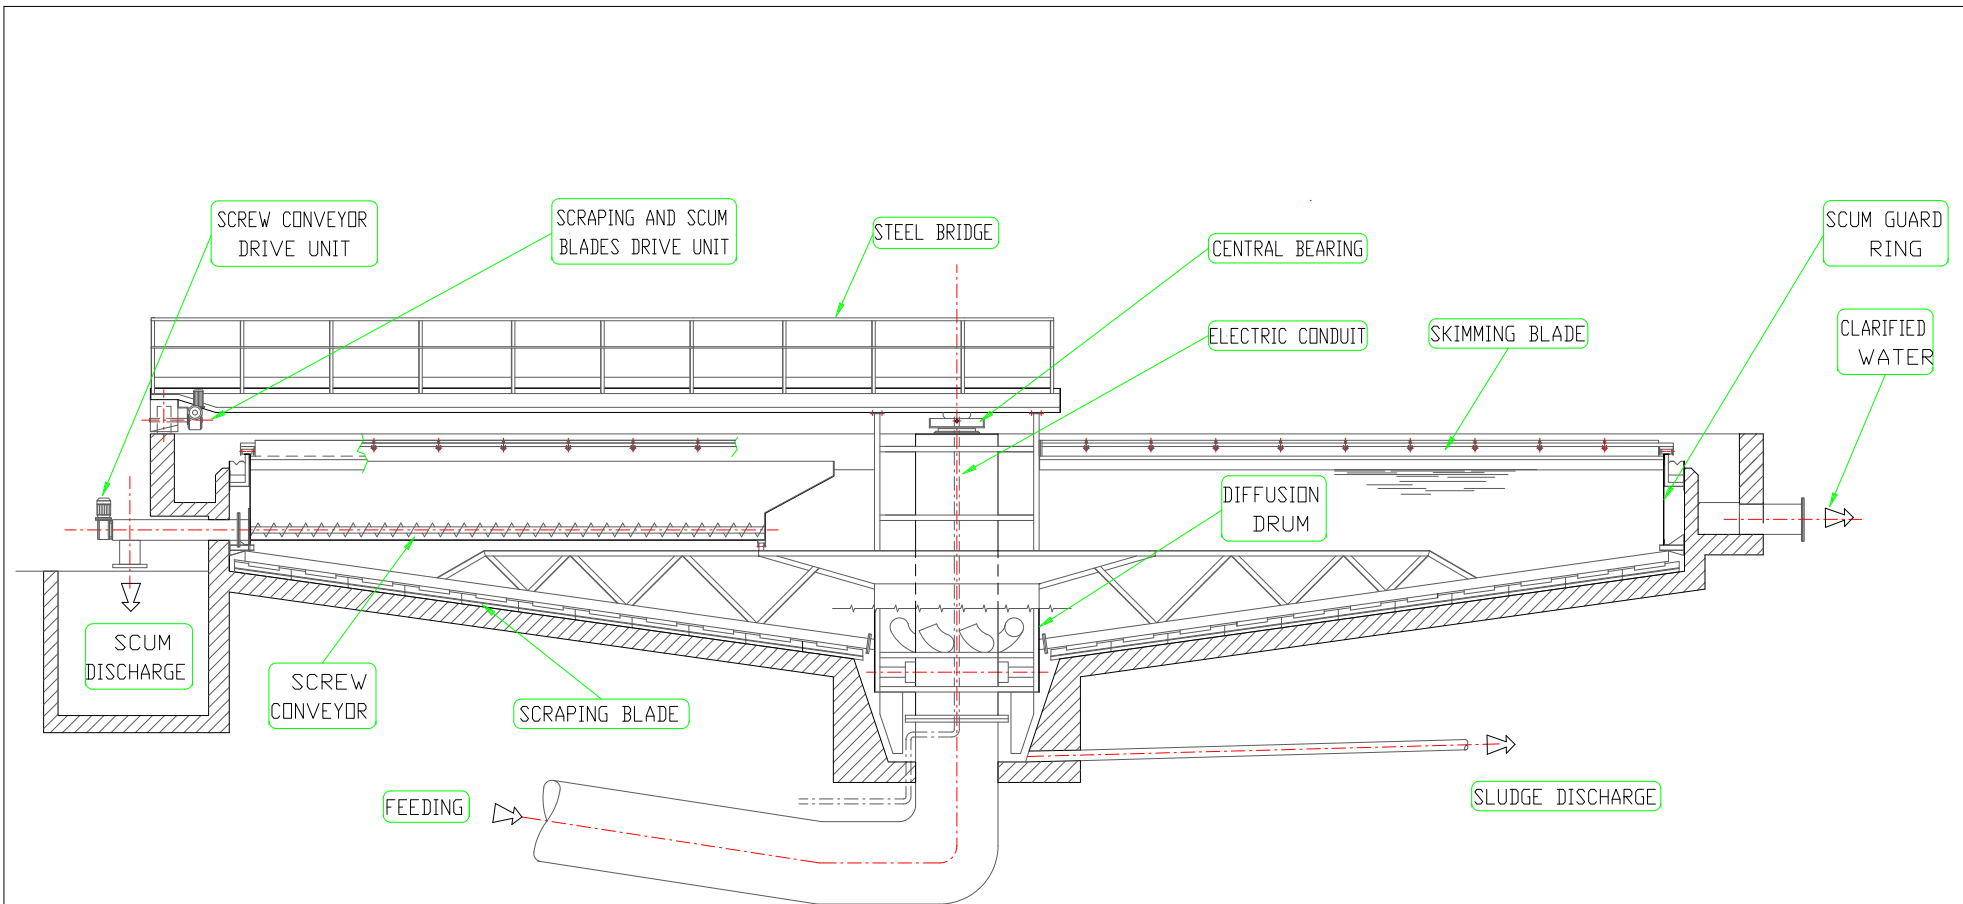 SCREW CONVEYOR
DRIVE UNIT
SCRAPING AND SCUM
BLADES DRIVE UNIT
STEEL BRIDGE
CENTRAL BEARING
SCUM GUARD
RING
ELECTRIC CONDUIT
SKIMMING BLADE
CLARIFIED
WATER
DIFFUSION
DRUM
SCUM
DISCHARGE
SCREW
CONVEYOR
SCRAPING BLADE
FEEDING
SLUDGE DISCHARGE